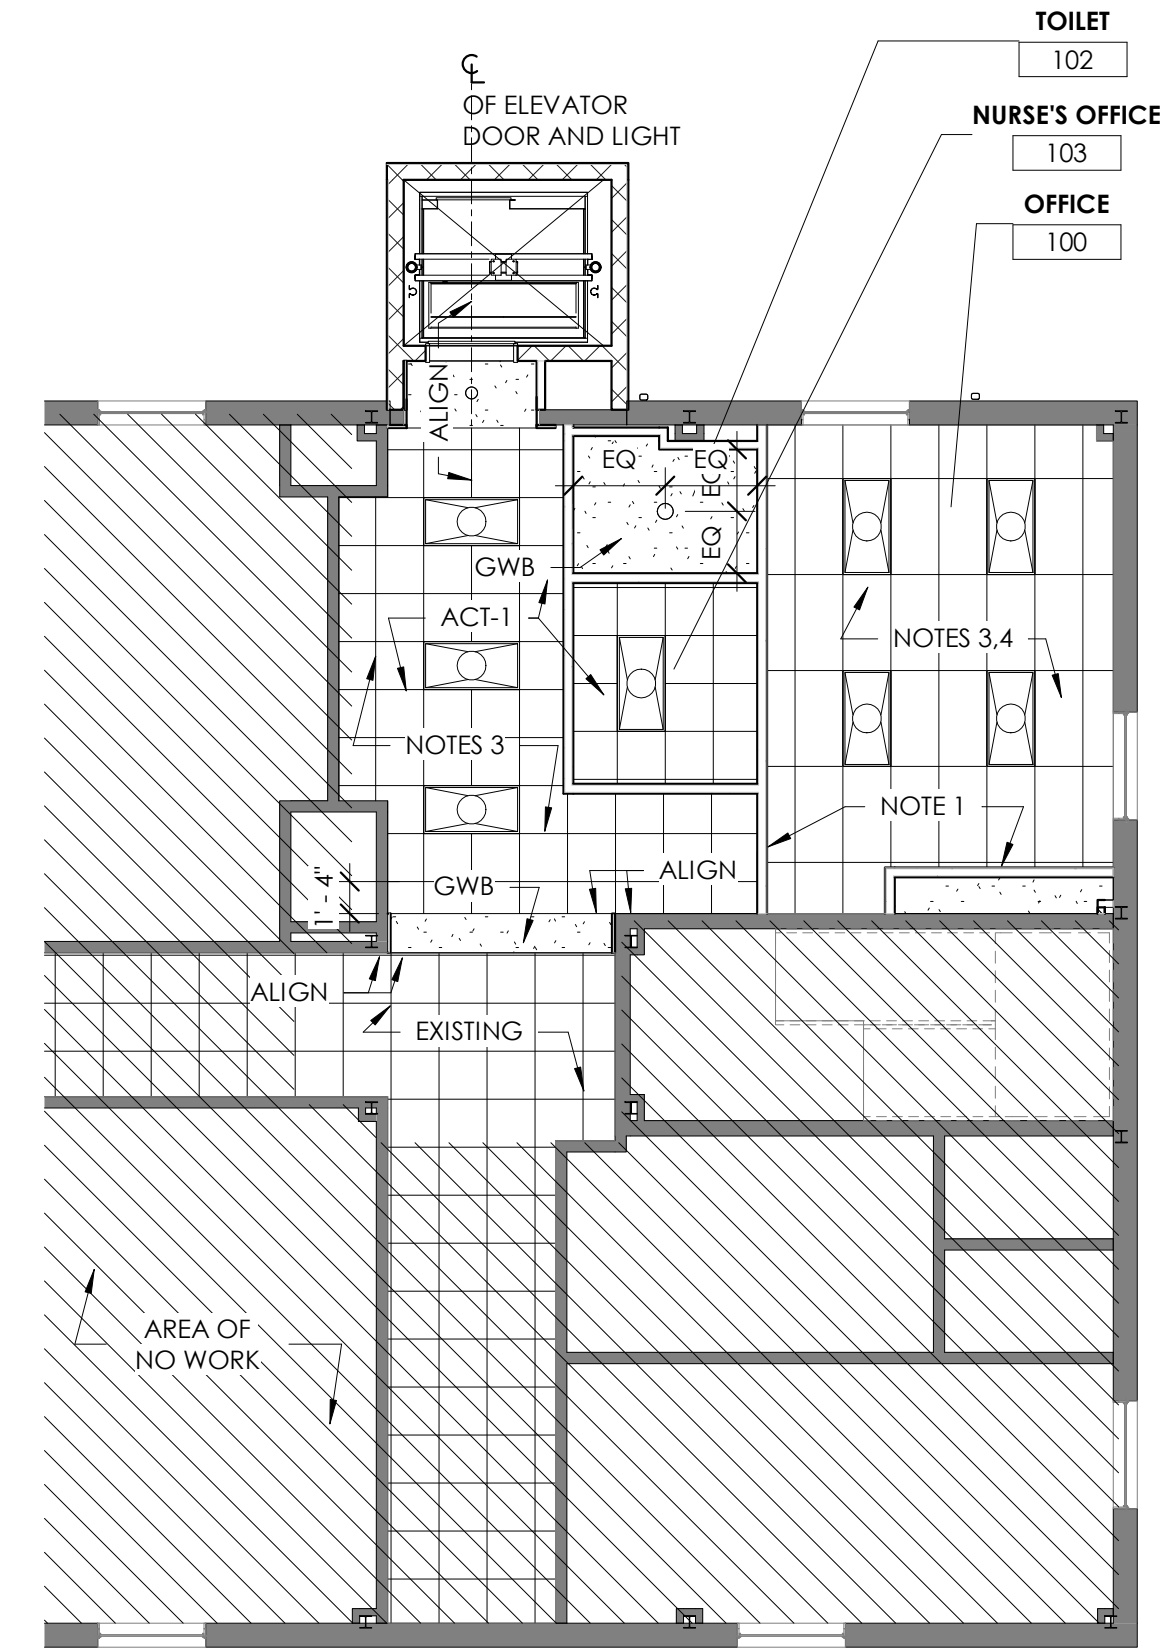 TOILET
102
℄
OF ELEVATOR
DOOR AND LIGHT
NURSE'S OFFICE
103
OFFICE
100
ALIGN
EQ
EQ
EQ
EQ
GWB
ACT-1
NOTES 3,4
NOTES 3
NOTE 1
ALIGN
1' - 4"
GWB
ALIGN
EXISTING
AREA OF
NO WORK